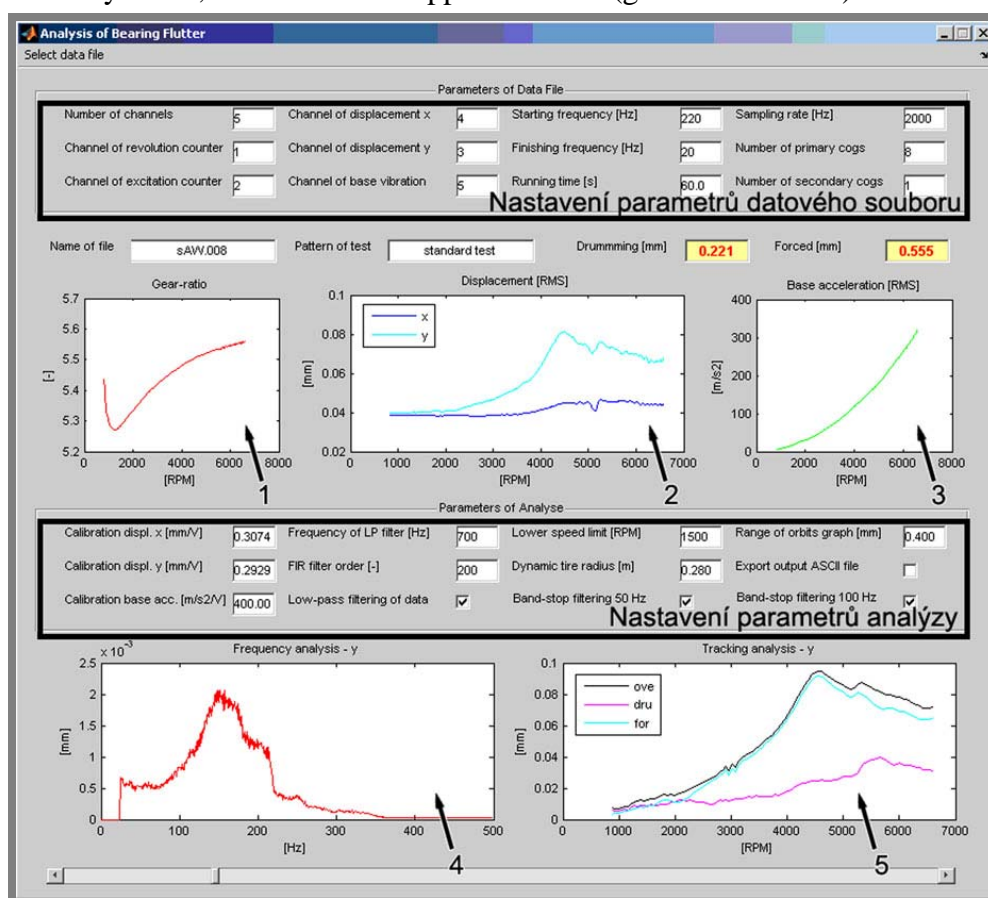 Analysis of Bearing Flutter
Select data file
Parameters of Data File
Number of channels 5 Channel of displacement x 4 Starting frequency [Hz] 220 Sampling rate [Hz] 2000
Channel of revolution counter 1 Channel of displacement y 3 Finishing frequency [Hz] 20 Number of primary cogs 8
Channel of excitation counter 2 Channel of base vibration 5 Running time [s] 60.0 Number of secondary cogs 1
Nastavení parametrů datového souboru
Name of file sAW.008 Pattern of test standard test Drummming [mm] 0.221 Forced [mm] 0.555
Gear-ratio
5.7
5.6
5.5
5.4
5.3
5.2
[-]
0 2000 4000 6000 8000
[RPM]
1
Displacement [RMS]
x
y
0.1
0.08
0.06
0.04
0.02
[mm]
0 1000 2000 3000 4000 5000 6000 7000
[RPM]
2
Base acceleration [RMS]
400
300
200
100
0
[m/s2]
0 2000 4000 6000 8000
[RPM]
3
Parameters of Analyse
Calibration displ. x [mm/V] 0.3074 Frequency of LP filter [Hz] 700 Lower speed limit [RPM] 1500 Range of orbits graph [mm] 0.400
Calibration displ. y [mm/V] 0.2929 FIR filter order [-] 200 Dynamic tire radius [m] 0.280 Export output ASCII file
Calibration base acc. [m/s2/V] 400.00 Low-pass filtering of data Band-stop filtering 50 Hz Band-stop filtering 100 Hz
Nastavení parametrů analýzy
Frequency analysis - y
x 10-3
2.5
2
1.5
1
0.5
0
[mm]
0 100 200 300 400 500
[Hz]
4
Tracking analysis - y
ove
dru
for
0.1
0.08
0.06
0.04
0.02
0
[mm]
0 1000 2000 3000 4000 5000 6000 7000
[RPM]
5